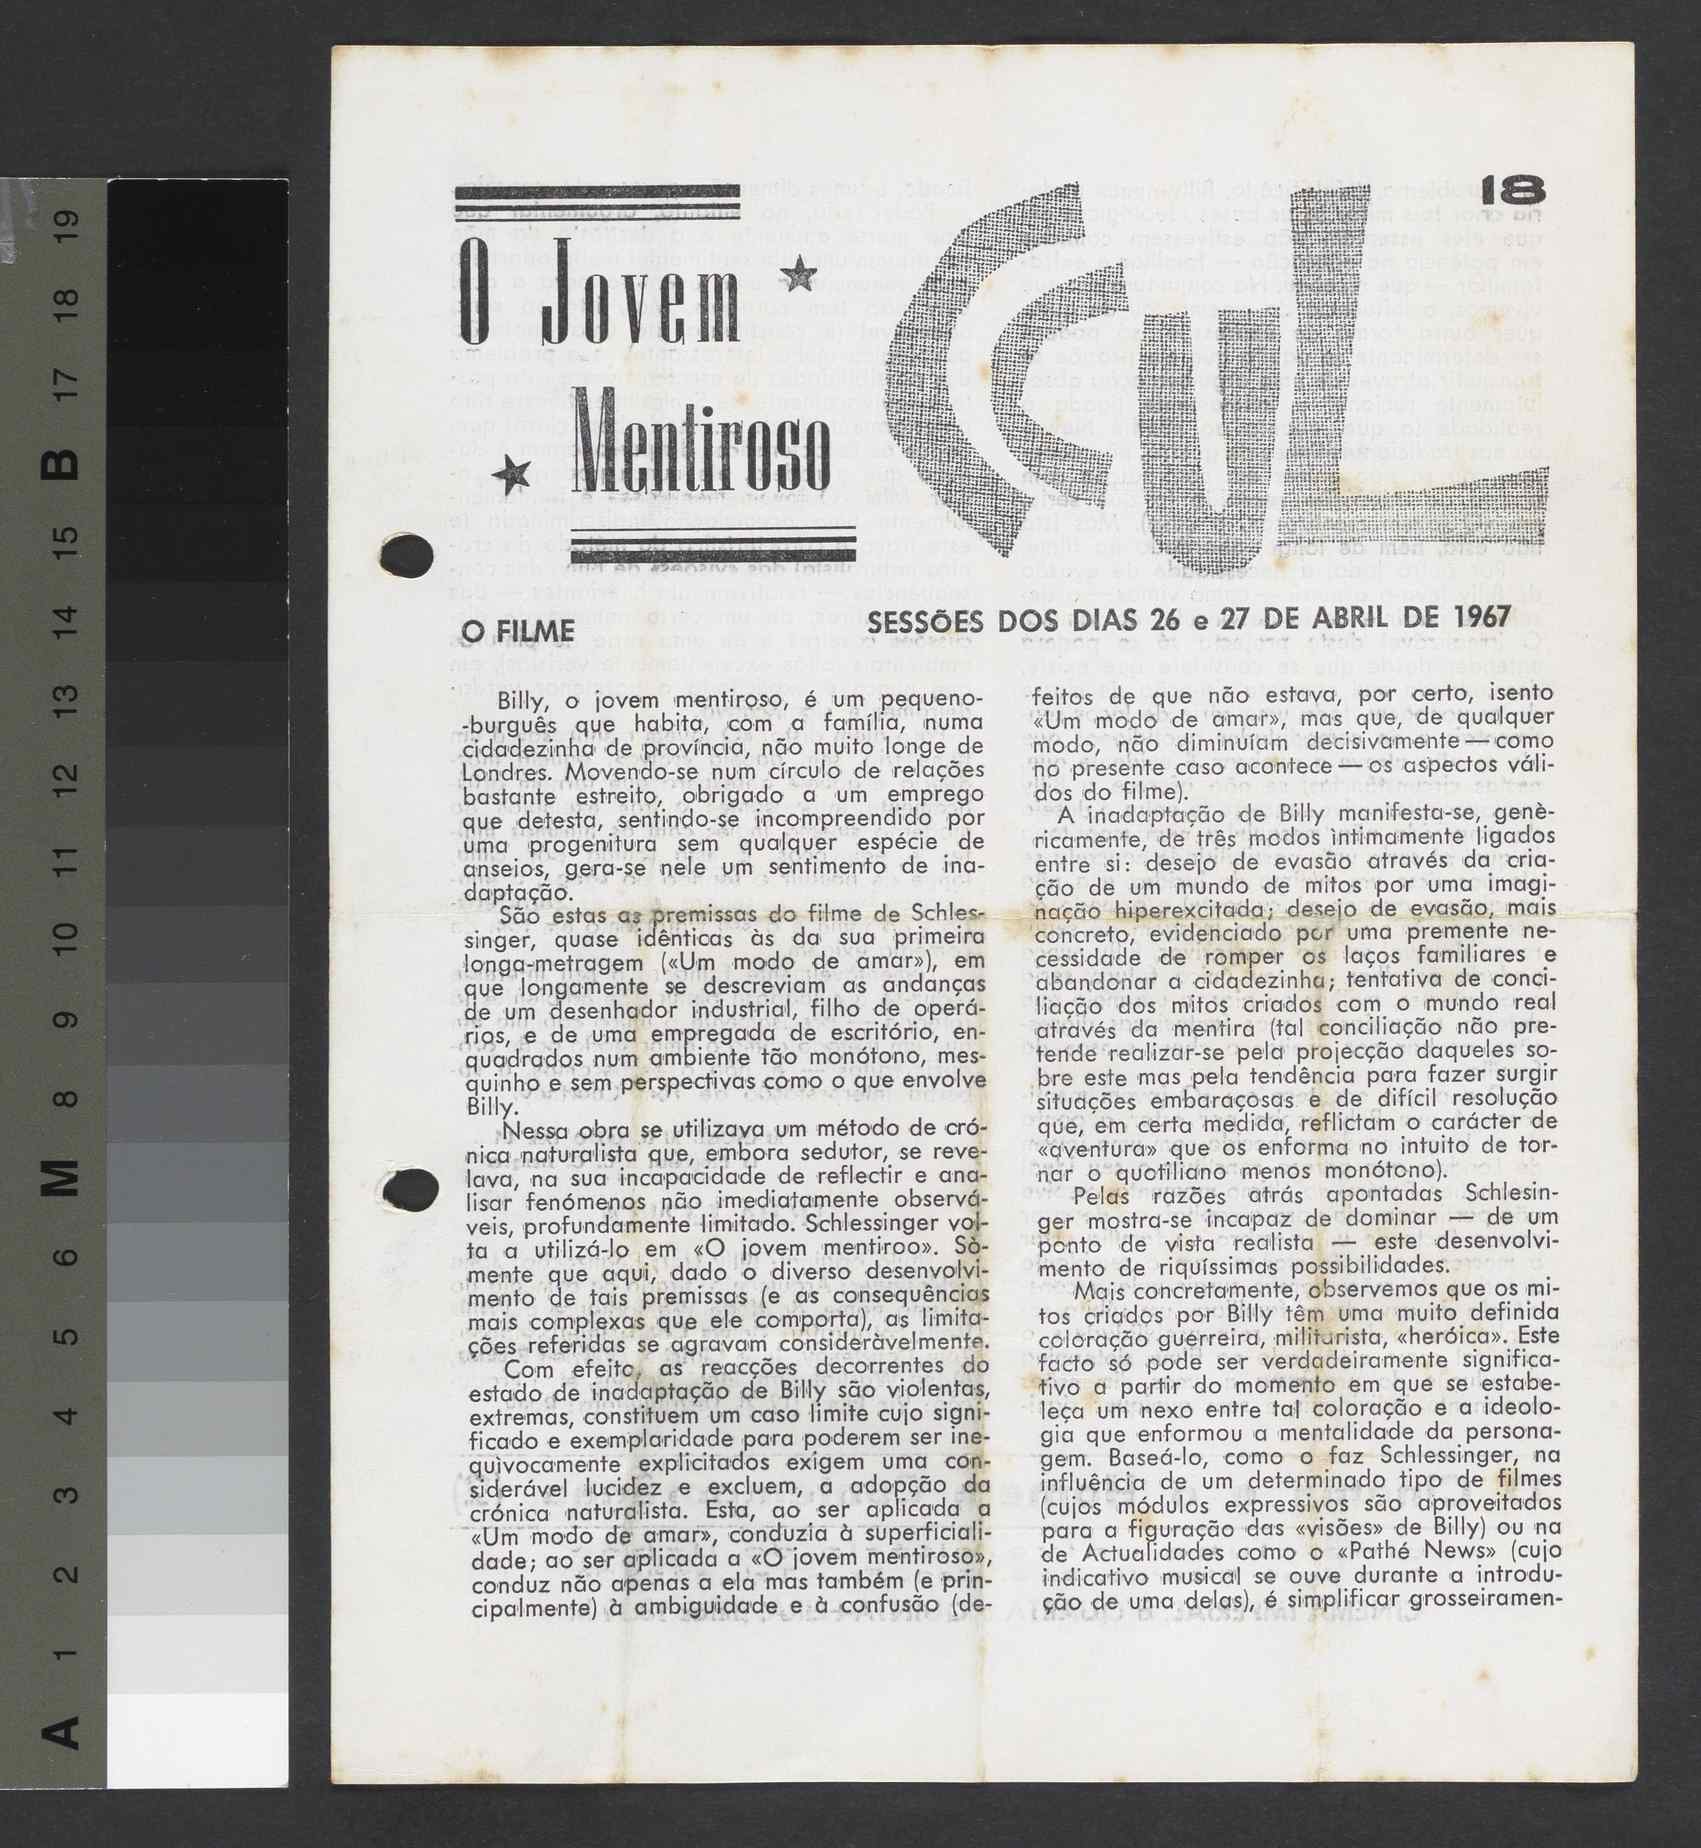 18
O Jovem
Mentiroso
CCUL
O FILME
SESSÕES DOS DIAS 26 e 27 DE ABRIL DE 1967
Billy, o jovem mentiroso, é um pequeno-
-burguês que habita, com a família, numa
cidadezinha de província, não muito longe de
Londres. Movendo-se num círculo de relações
bastante estreito, obrigado a um emprego
que detesta, sentindo-se incompreendido por
uma progenitura sem qualquer espécie de
anseios, gera-se nele um sentimento de ina-
daptação.
São estas as premissas do filme de Schles-
singer, quase idênticas às da sua primeira
longa-metragem («Um modo de amar»), em
que longamente se descreviam as andanças
de um desenhador industrial, filho de operá-
rios, e de uma empregada de escritório, en-
quadrados num ambiente tão monótono, mes-
quinho e sem perspectivas como o que envolve
Billy.
Nessa obra se utilizava um método de cró-
nica naturalista que, embora sedutor, se reve-
lava, na sua incapacidade de reflectir e ana-
lisar fenómenos não imediatamente observá-
veis, profundamente limitado. Schlessinger vol-
ta a utilizá-lo em «O jovem mentiroo». Sò-
mente que aqui, dado o diverso desenvolvi-
mento de tais premissas (e as consequências
mais complexas que ele comporta), as limita-
ções referidas se agravam consideràvelmente.
Com efeito, as reacções decorrentes do
estado de inadaptação de Billy são violentas,
extremas, constituem um caso limite cujo signi-
ficado e exemplaridade para poderem ser ine-
quìvocamente explicitados exigem uma con-
siderável lucidez e excluem, a adopção da
crónica naturalista. Esta, ao ser aplicada a
«Um modo de amar», conduzia à superficiali-
dade; ao ser aplicada a «O jovem mentiroso»,
conduz não apenas a ela mas também (e prin-
cipalmente) à ambiguidade e à confusão (de-
feitos de que não estava, por certo, isento
«Um modo de amar», mas que, de qualquer
modo, não diminuíam decisivamente — como
no presente caso acontece — os aspectos váli-
dos do filme).
A inadaptação de Billy manifesta-se, genè-
ricamente, de três modos ìntimamente ligados
entre si: desejo de evasão através da cria-
ção de um mundo de mitos por uma imagi-
nação hiperexcitada; desejo de evasão, mais
concreto, evidenciado por uma premente ne-
cessidade de romper os laços familiares e
abandonar a cidadezinha; tentativa de conci-
liação dos mitos criados com o mundo real
através da mentira (tal conciliação não pre-
tende realizar-se pela projecção daqueles so-
bre este mas pela tendência para fazer surgir
situações embaraçosas e de difícil resolução
que, em certa medida, reflictam o carácter de
«aventura» que os enforma no intuito de tor-
nar o quotiliano menos monótono).
Pelas razões atrás apontadas Schlesin-
ger mostra-se incapaz de dominar — de um
ponto de vista realista — este desenvolvi-
mento de riquíssimas possibilidades.
Mais concretamente, observemos que os mi-
tos criados por Billy têm uma muito definida
coloração guerreira, militarista, «heróica». Este
facto só pode ser verdadeiramente significa-
tivo a partir do momento em que se estabe-
leça um nexo entre tal coloração e a ideolo-
gia que enformou a mentalidade da persona-
gem. Baseá-lo, como o faz Schlessinger, na
influência de um determinado tipo de filmes
(cujos módulos expressivos são aproveitados
para a figuração das «visões» de Billy) ou na
de Actualidades como o «Pathé News» (cujo
indicativo musical se ouve durante a introdu-
ção de uma delas), é simplificar grosseiramen-
A 1 2 3 4 5 6 M 8 9 10 11 12 13 14 15 B 17 18 19